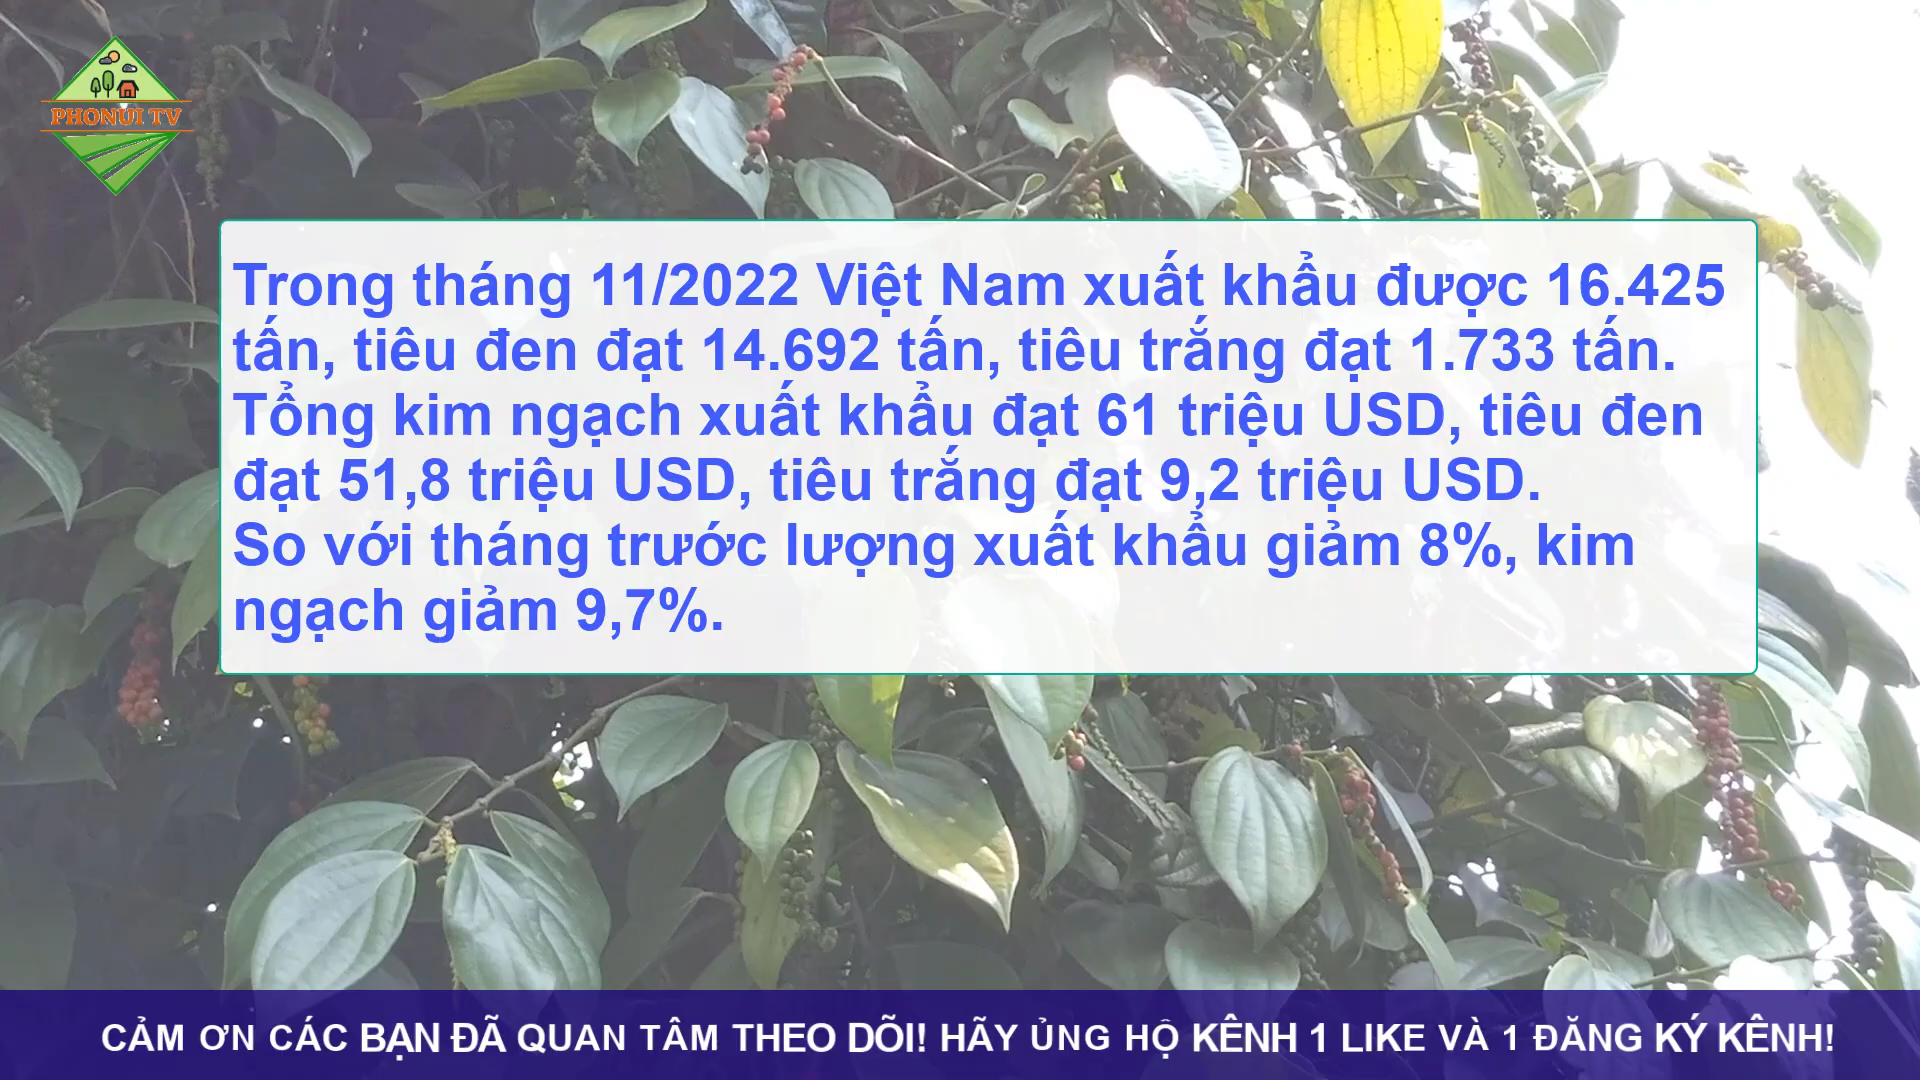 PHONUI TV
Trong tháng 11/2022 Việt Nam xuất khẩu được 16.425
tấn, tiêu đen đạt 14.692 tấn, tiêu trắng đạt 1.733 tấn.
Tổng kim ngạch xuất khẩu đạt 61 triệu USD, tiêu đen
đạt 51,8 triệu USD, tiêu trắng đạt 9,2 triệu USD.
So với tháng trước lượng xuất khẩu giảm 8%, kim
ngạch giảm 9,7%.
CẢM ƠN CÁC BẠN ĐÃ QUAN TÂM THEO DÕI! HÃY ỦNG HỘ KÊNH 1 LIKE VÀ 1 ĐĂNG KÝ KÊNH!